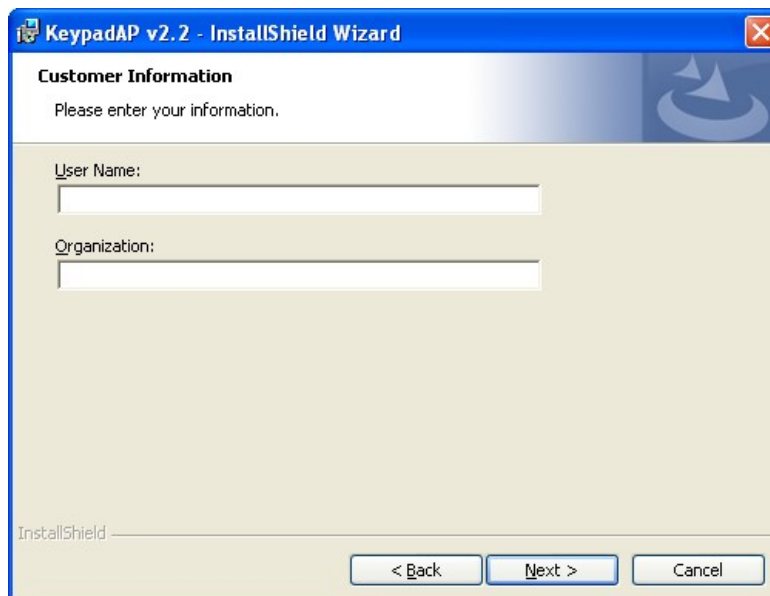 KeypadAP v2.2 - InstallShield Wizard
Customer Information
Please enter your information.
User Name:
Organization:
InstallShield
< Back Next > Cancel